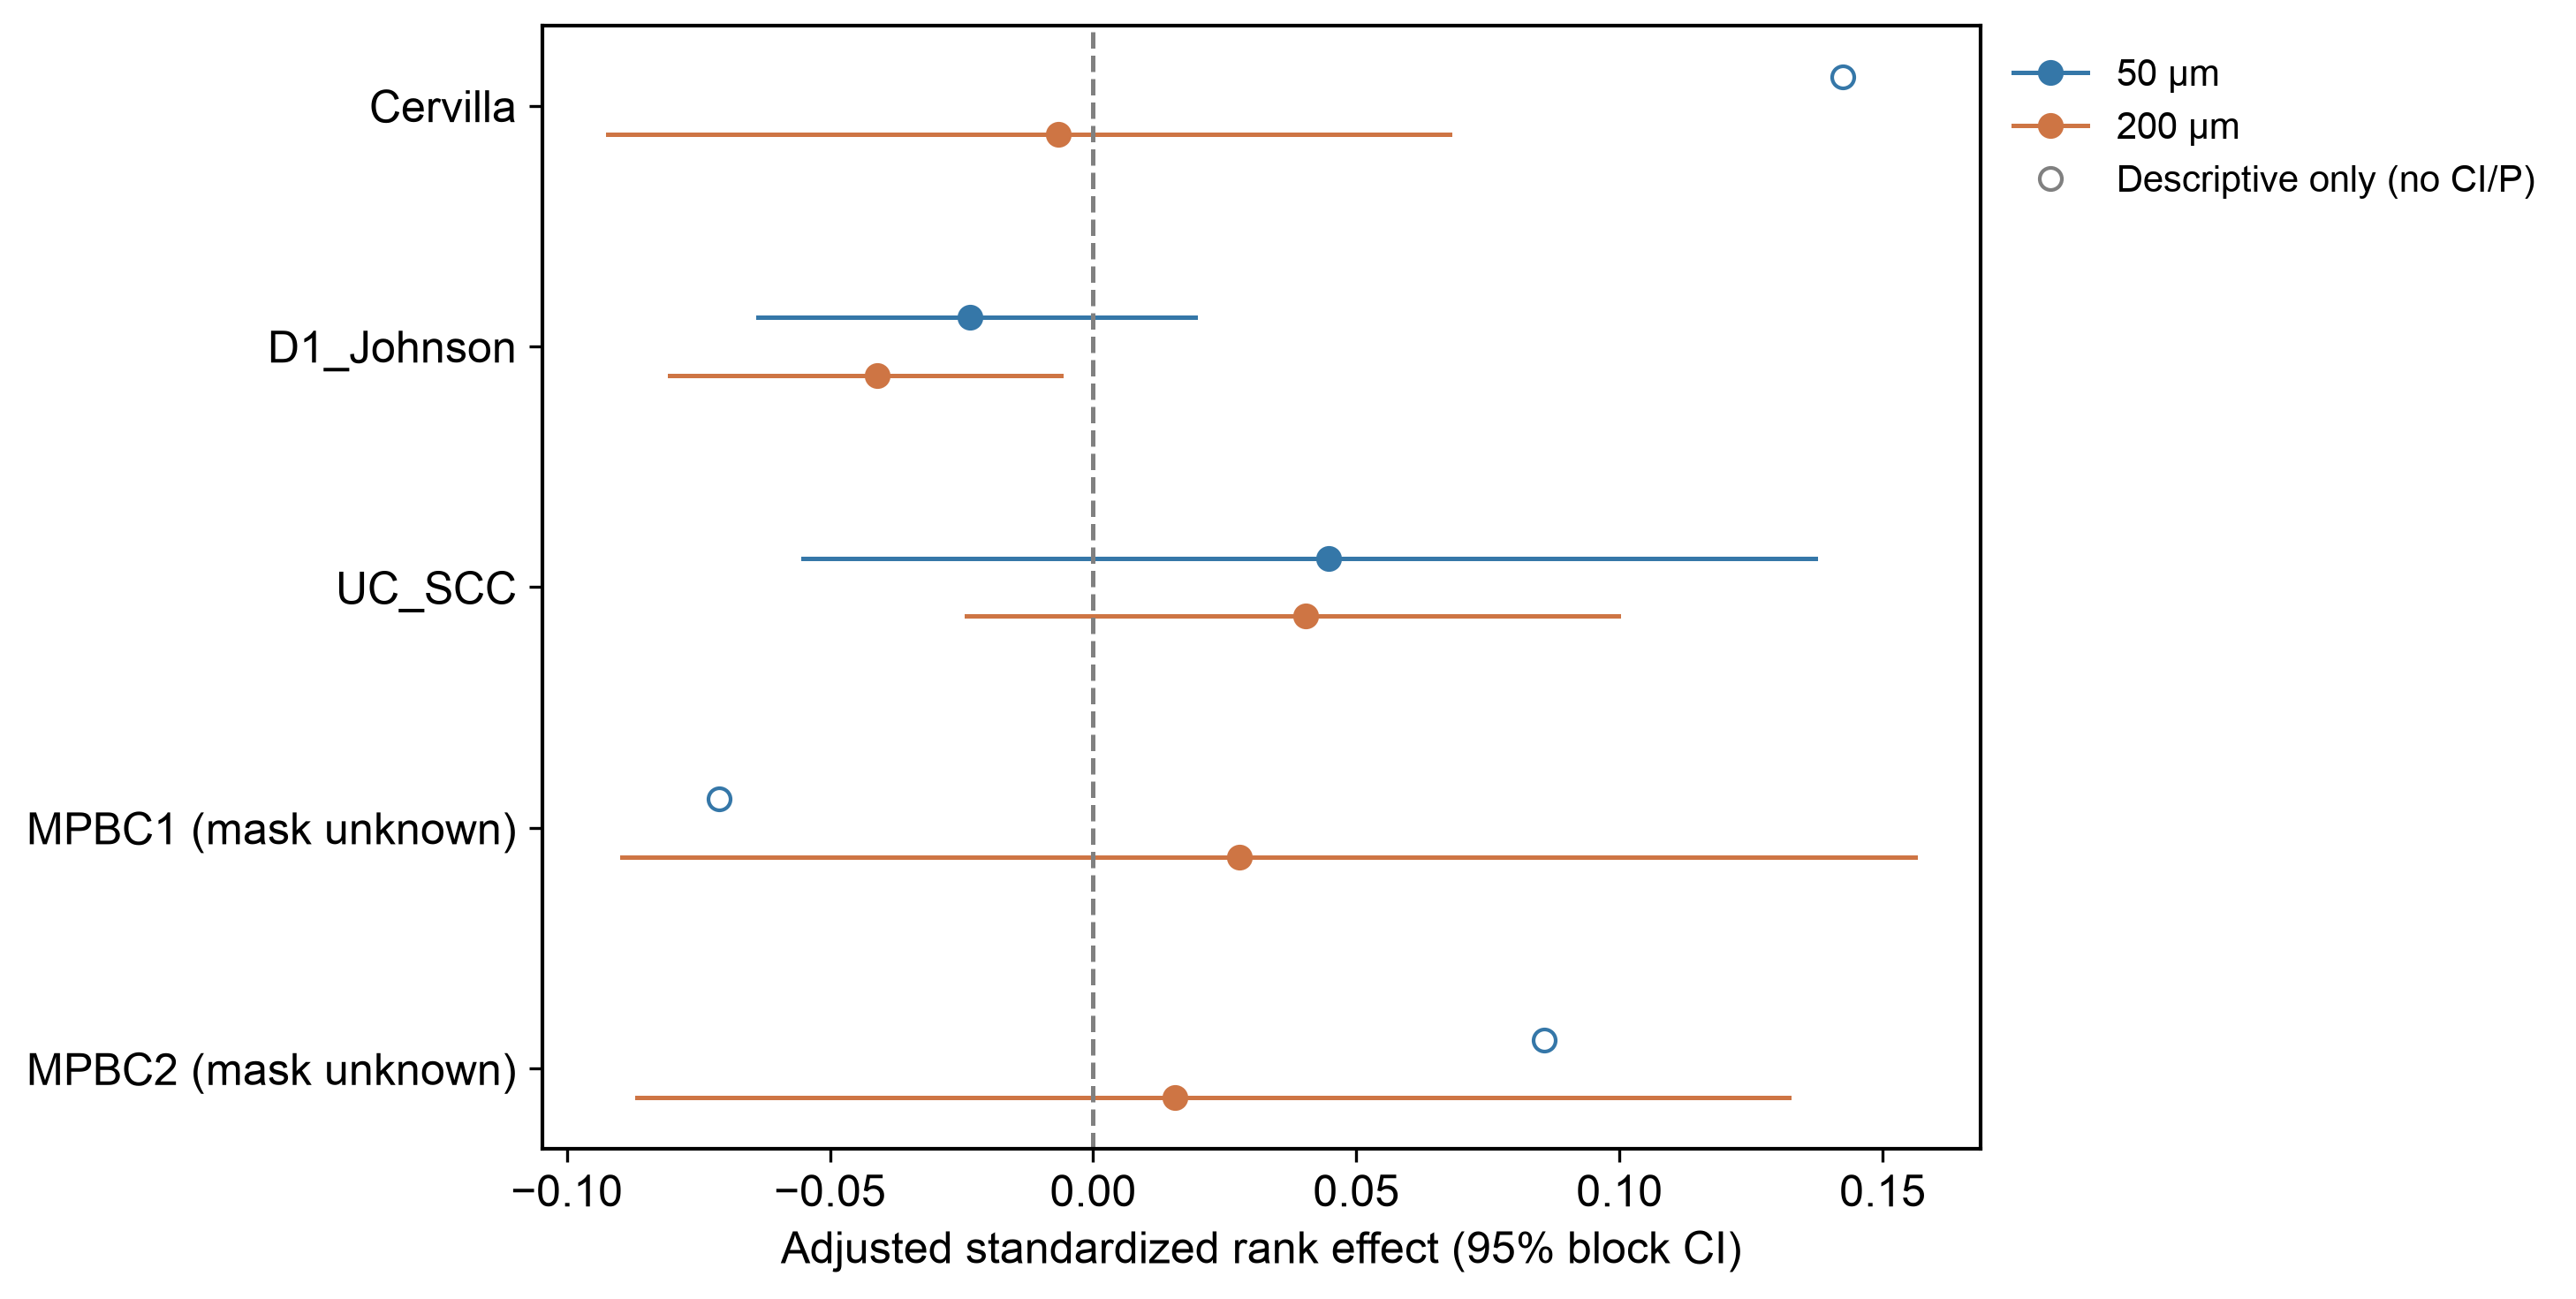 Cervilla
D1_Johnson
UC_SCC
MPBC1 (mask unknown)
MPBC2 (mask unknown)
−0.10
−0.05
0.00
0.05
0.10
0.15
Adjusted standardized rank effect (95% block CI)
50 µm
200 µm
Descriptive only (no CI/P)